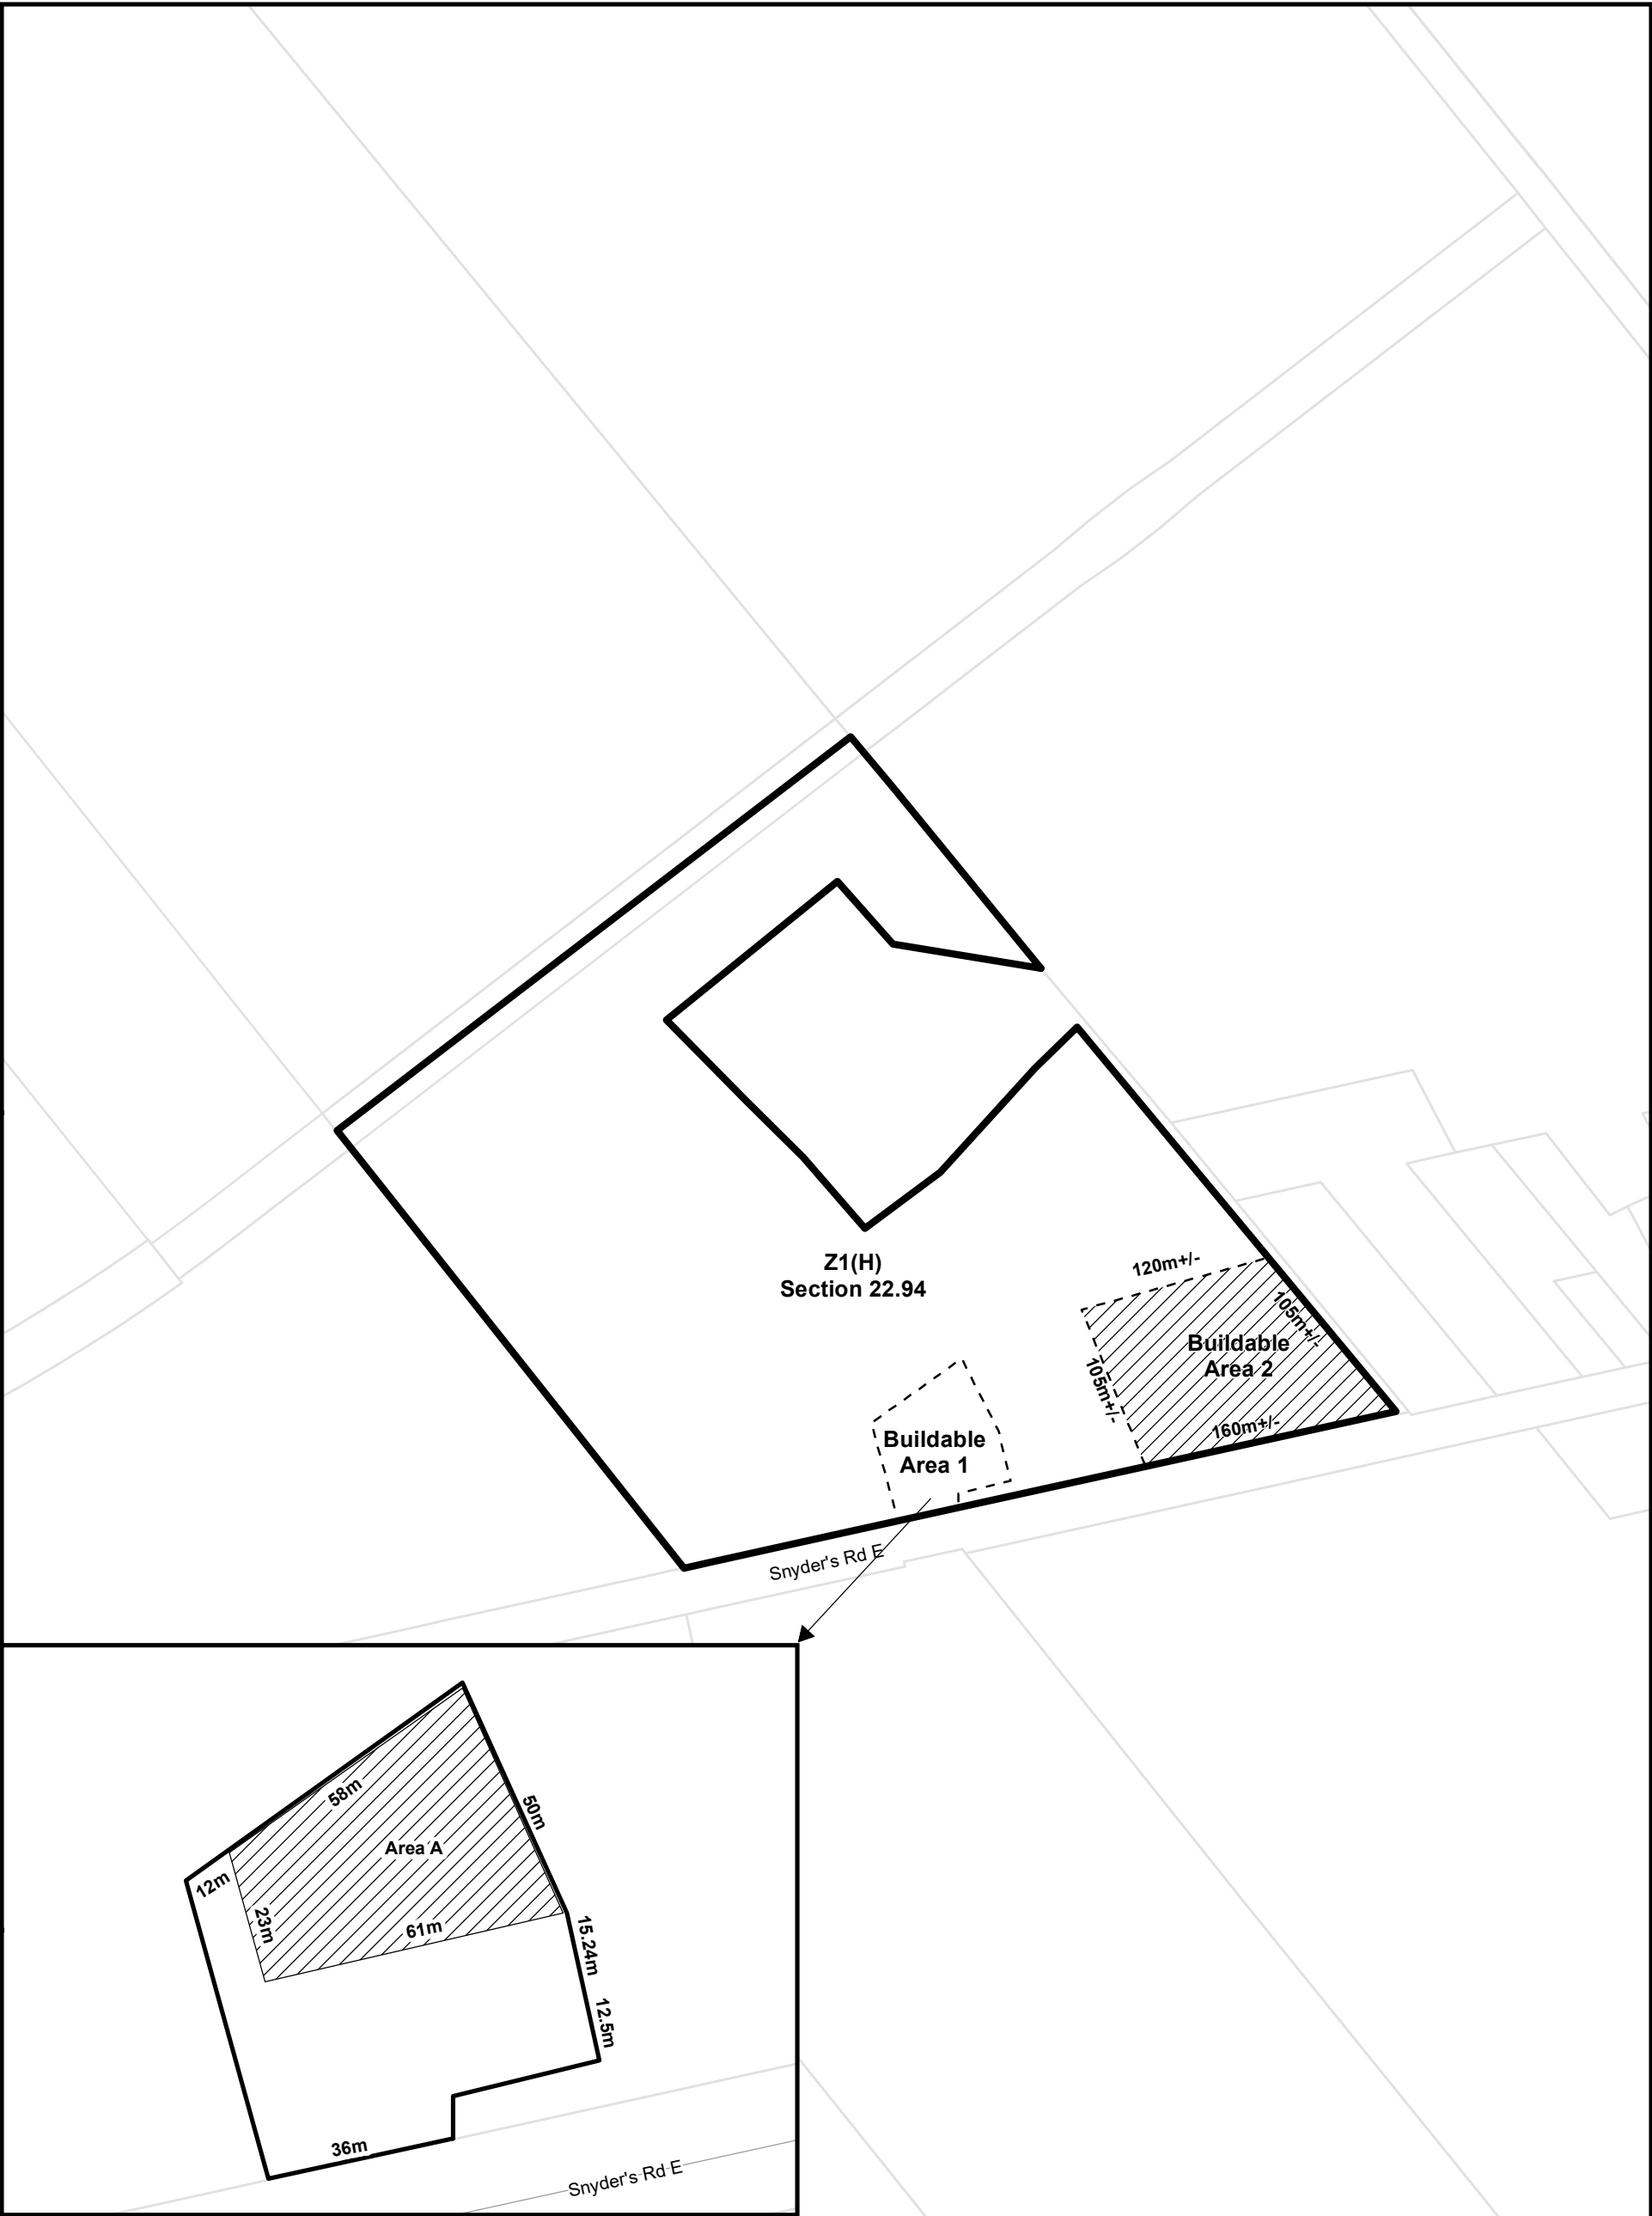 Z1(H)
Section 22.94
120m+/-
105m+/-
Buildable
Area 2
105m+/-
160m+/-
Buildable
Area 1
Snyder's Rd E
58m
50m
Area A
12m
23m
61m
15.24m
12.5m
36m
Snyder's Rd E